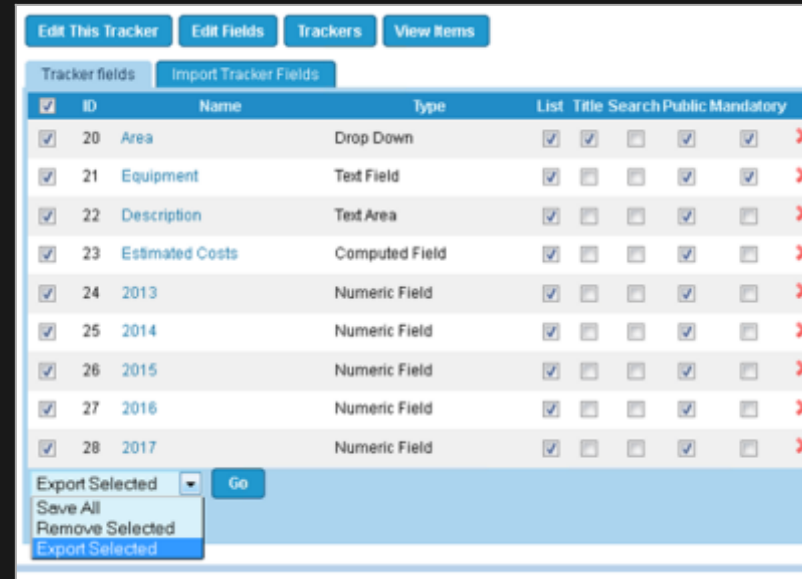 Edit This Tracker Edit Fields Trackers View Items
Tracker fields Import Tracker Fields
ID Name Type List Title Search Public Mandatory
20 Area Drop Down
21 Equipment Text Field
22 Description Text Area
23 Estimated Costs Computed Field
24 2013 Numeric Field
25 2014 Numeric Field
26 2015 Numeric Field
27 2016 Numeric Field
28 2017 Numeric Field
Export Selected Go
Save All
Remove Selected
Export Selected